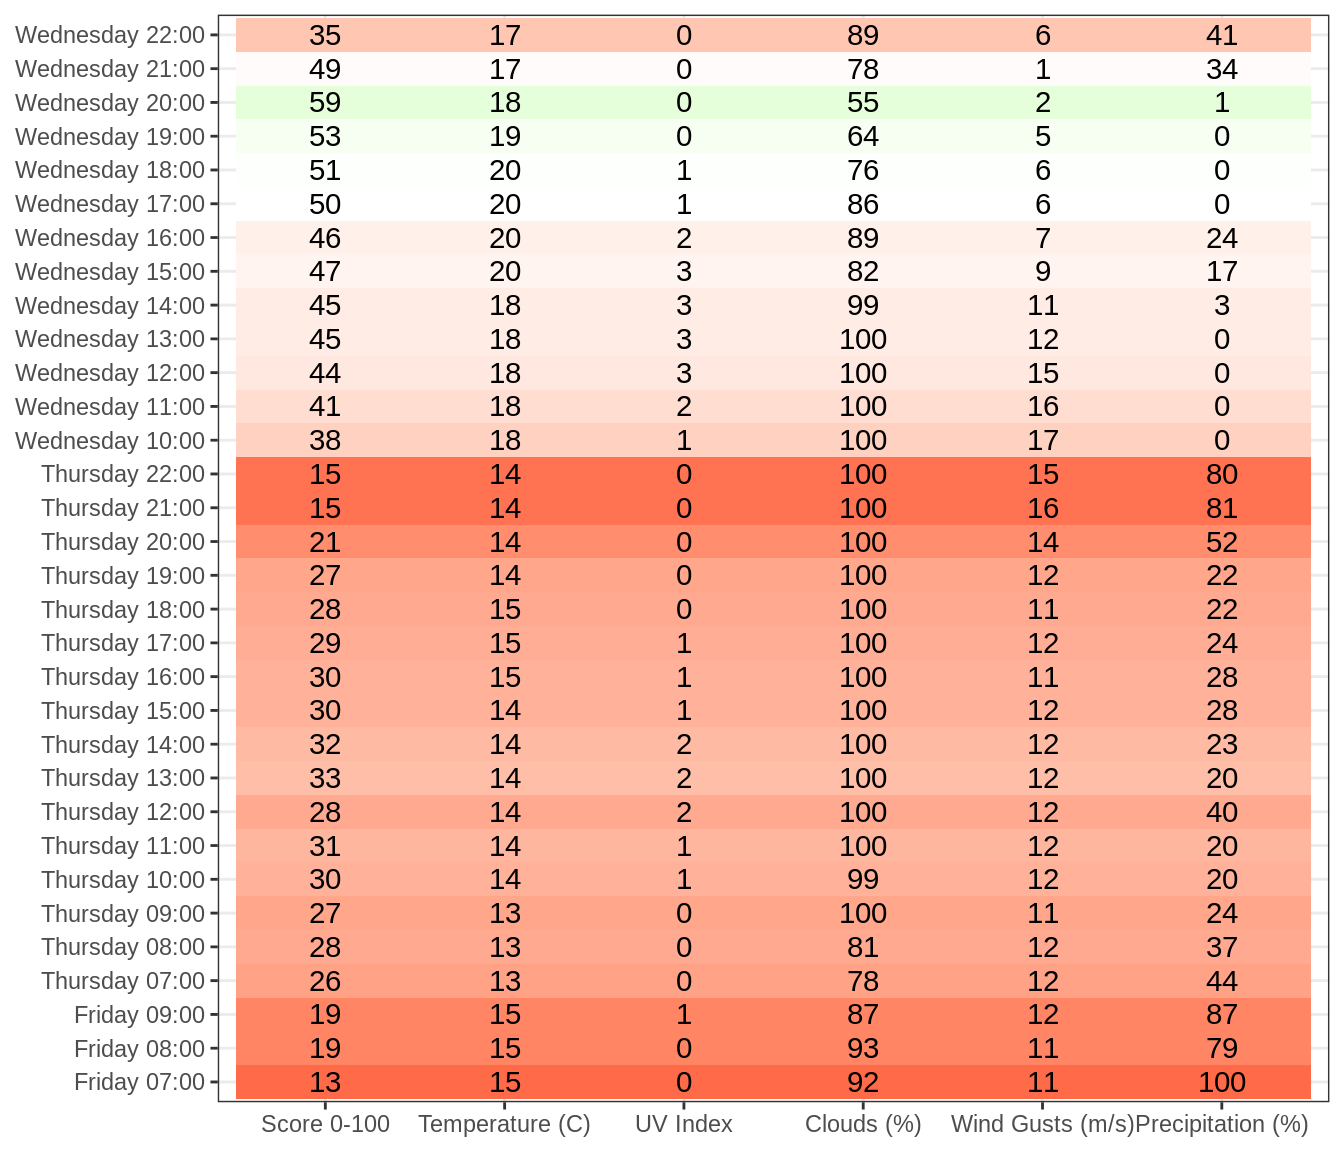 Wednesday 22:00 35 17 0 89 6 41
Wednesday 21:00 49 17 0 78 1 34
Wednesday 20:00 59 18 0 55 2 1
Wednesday 19:00 53 19 0 64 5 0
Wednesday 18:00 51 20 1 76 6 0
Wednesday 17:00 50 20 1 86 6 0
Wednesday 16:00 46 20 2 89 7 24
Wednesday 15:00 47 20 3 82 9 17
Wednesday 14:00 45 18 3 99 11 3
Wednesday 13:00 45 18 3 100 12 0
Wednesday 12:00 44 18 3 100 15 0
Wednesday 11:00 41 18 2 100 16 0
Wednesday 10:00 38 18 1 100 17 0
Thursday 22:00 15 14 0 100 15 80
Thursday 21:00 15 14 0 100 16 81
Thursday 20:00 21 14 0 100 14 52
Thursday 19:00 27 14 0 100 12 22
Thursday 18:00 28 15 0 100 11 22
Thursday 17:00 29 15 1 100 12 24
Thursday 16:00 30 15 1 100 11 28
Thursday 15:00 30 14 1 100 12 28
Thursday 14:00 32 14 2 100 12 23
Thursday 13:00 33 14 2 100 12 20
Thursday 12:00 28 14 2 100 12 40
Thursday 11:00 31 14 1 100 12 20
Thursday 10:00 30 14 1 99 12 20
Thursday 09:00 27 13 0 100 11 24
Thursday 08:00 28 13 0 81 12 37
Thursday 07:00 26 13 0 78 12 44
Friday 09:00 19 15 1 87 12 87
Friday 08:00 19 15 0 93 11 79
Friday 07:00 13 15 0 92 11 100
Score 0-100 Temperature (C) UV Index Clouds (%) Wind Gusts (m/s) Precipitation (%)